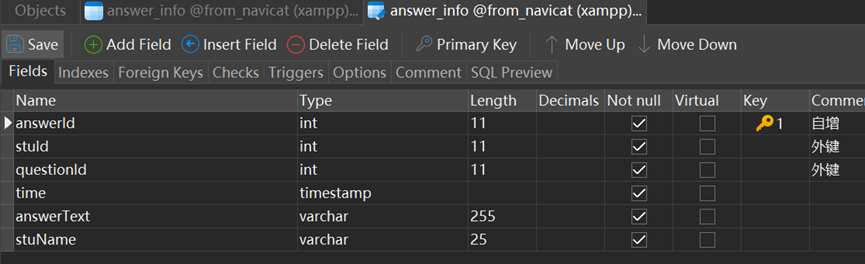 Objects answer_info @from_navicat (xampp)... answer_info @from_navicat (xampp)...
Save Add Field Insert Field Delete Field Primary Key Move Up Move Down
Fields Indexes Foreign Keys Checks Triggers Options Comment SQL Preview
Name Type Length Decimals Not null Virtual Key Commen
answerId int 11 1 自增
stuId int 11 外键
questionId int 11 外键
time timestamp
answerText varchar 255
stuName varchar 25